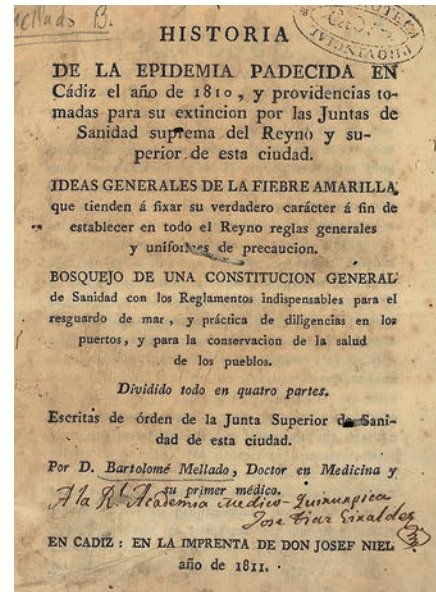 Mellado B.
BIBLIOTECA
PROVINCIAL
HISTORIA
DE LA EPIDEMIA PADECIDA EN
Cádiz el año de 1810, y providencias to-
madas para su extincion por las Juntas de
Sanidad suprema del Reyno y su-
perior de esta ciudad.
IDEAS GENERALES DE LA FIEBRE AMARILLA,
que tienden á fixar su verdadero carácter á fin de
establecer en todo el Reyno reglas generales
y uniformes de precaucion.
BOSQUEJO DE UNA CONSTITUCION GENERAL
de Sanidad con los Reglamentos indispensables para el
resguardo de mar, y práctica de diligencias en los
puertos, y para la conservacion de la salud
de los pueblos.
Dividido todo en quatro partes.
Escritas de órden de la Junta Superior de Sani-
dad de esta ciudad.
Por D. Bartolomé Mellado, Doctor en Medicina y
su primer médico.
A la Rl. Academia Medico-Quirurgica
Jose
EN CADIZ: EN LA IMPRENTA DE DON JOSEF NIEL
año de 1811.